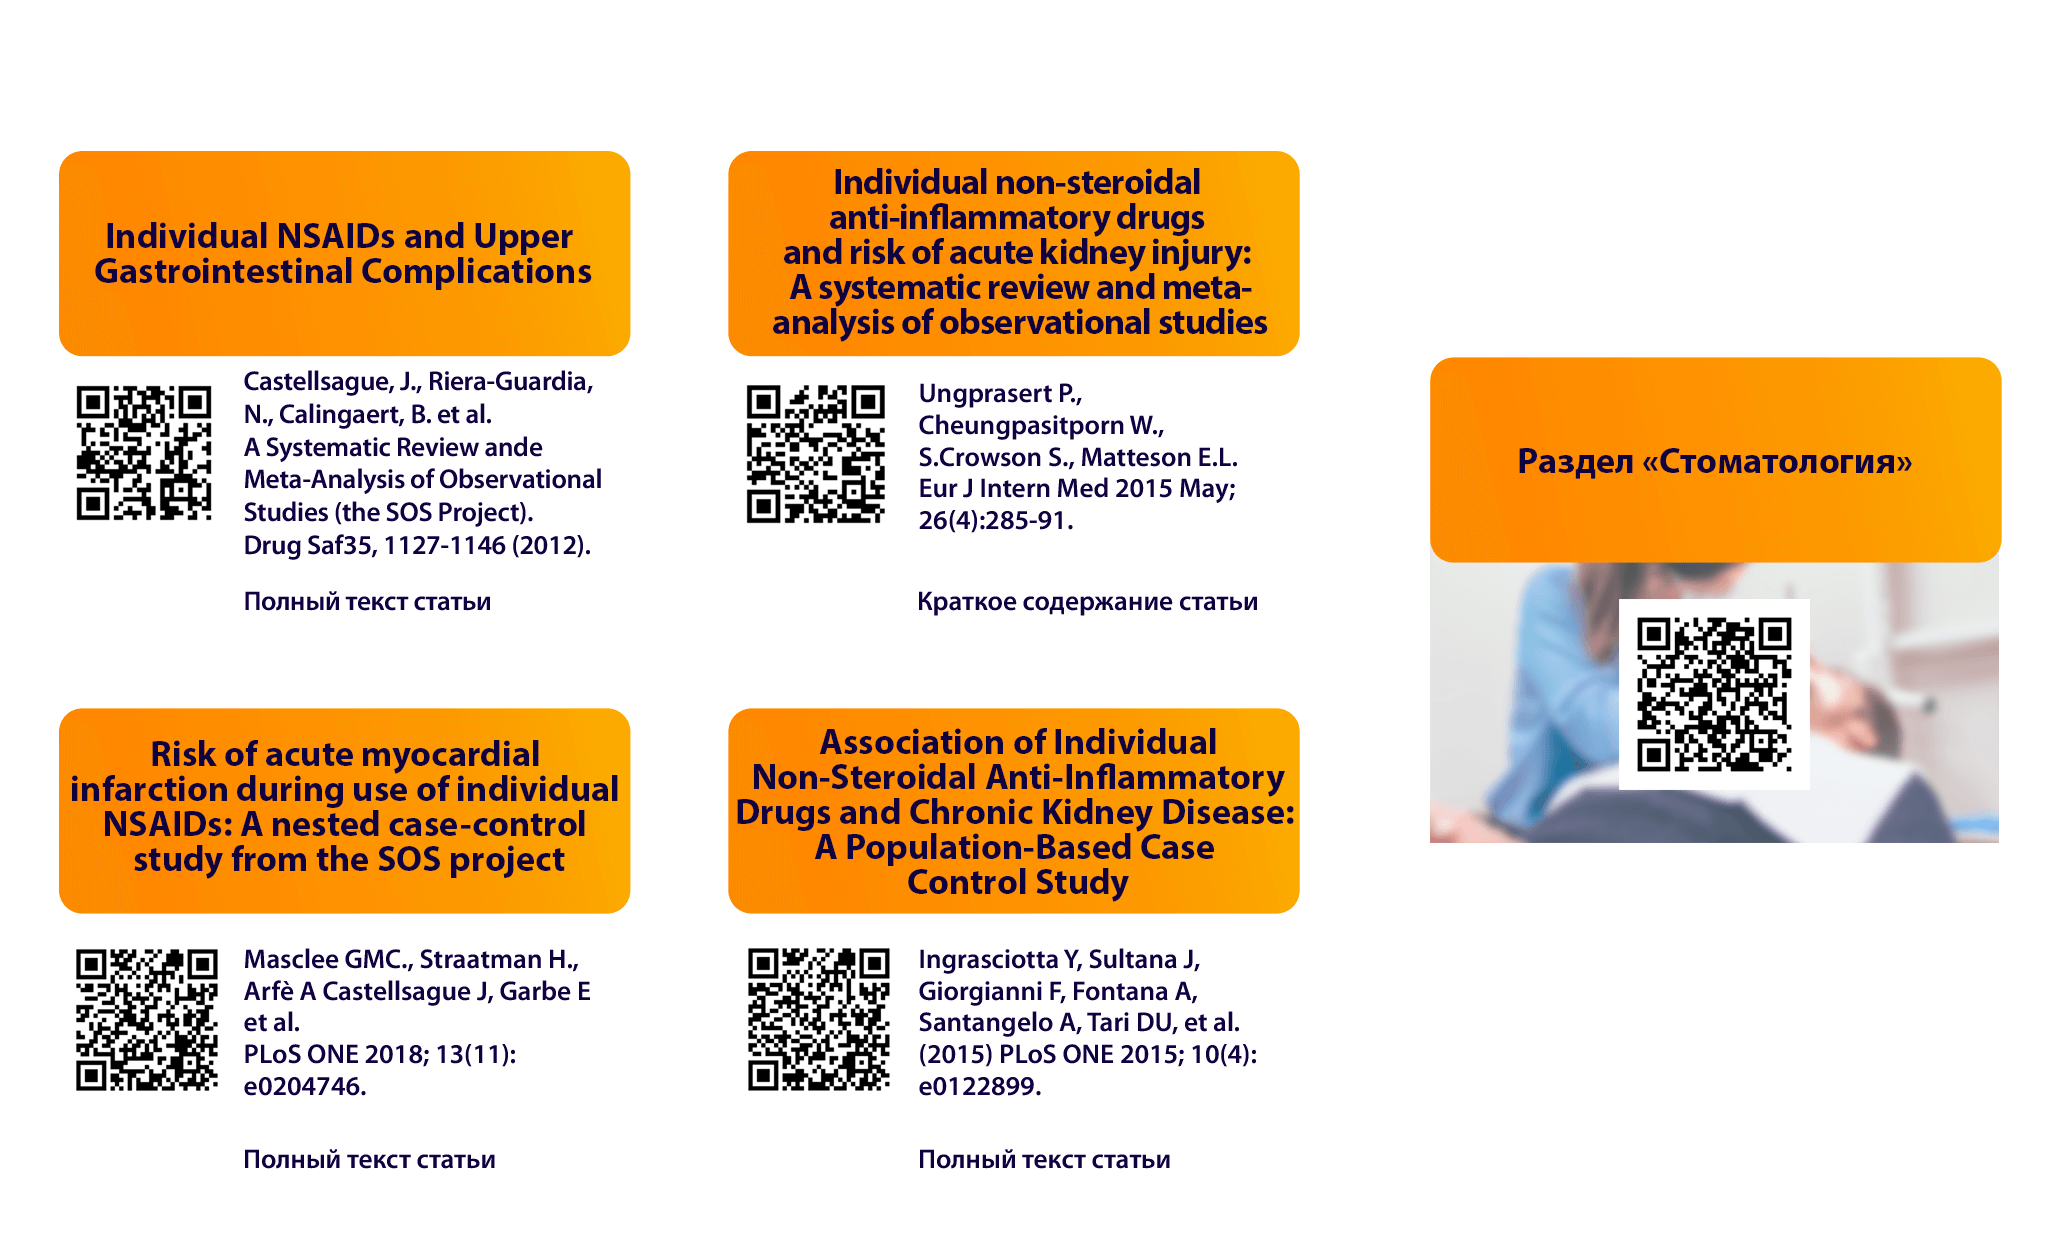 Individual NSAIDs and Upper
Gastrointestinal Complications
Castellsague, J., Riera-Guardia,
N., Calingaert, B. et al.
A Systematic Review ande
Meta-Analysis of Observational
Studies (the SOS Project).
Drug Saf35, 1127-1146 (2012).
Полный текст статьи
Individual non-steroidal
anti-inflammatory drugs
and risk of acute kidney injury:
A systematic review and meta-
analysis of observational studies
Ungprasert P.,
Cheungpasitporn W.,
S.Crowson S., Matteson E.L.
Eur J Intern Med 2015 May;
26(4):285-91.
Краткое содержание статьи
Risk of acute myocardial
infarction during use of individual
NSAIDs: A nested case-control
study from the SOS project
Masclee GMC., Straatman H.,
Arfè A Castellsague J, Garbe E
et al.
PLoS ONE 2018; 13(11):
e0204746.
Полный текст статьи
Association of Individual
Non-Steroidal Anti-Inflammatory
Drugs and Chronic Kidney Disease:
A Population-Based Case
Control Study
Ingrasciotta Y, Sultana J,
Giorgianni F, Fontana A,
Santangelo A, Tari DU, et al.
(2015) PLoS ONE 2015; 10(4):
e0122899.
Полный текст статьи
Раздел «Стоматология»